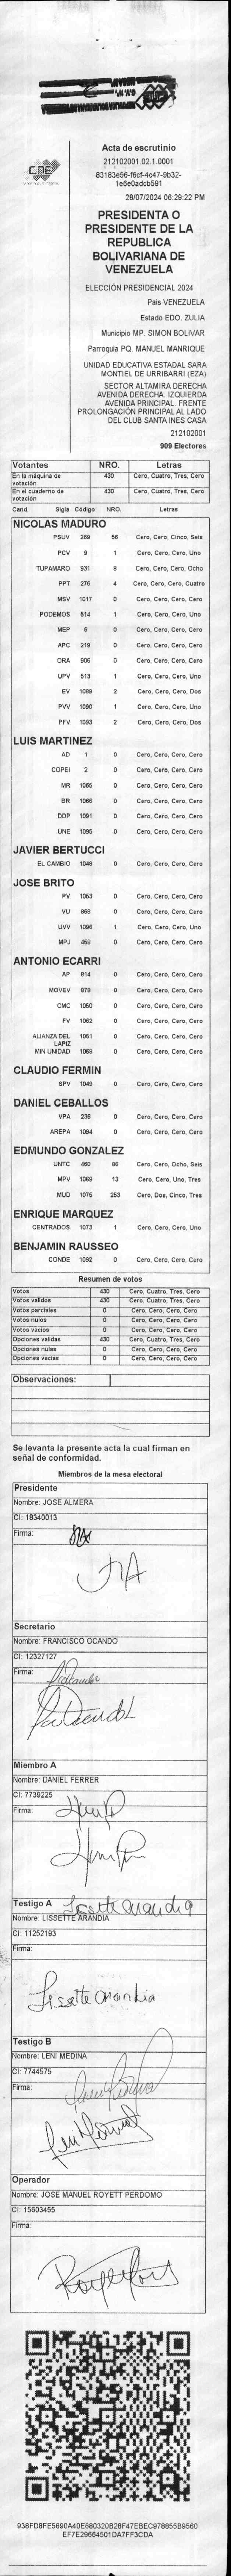 CNE
Acta de escrutinio
212102001.02.1.0001
83183e56-f6cf-4c47-9b32-
1e6e0adcb591
28/07/2024 06:29:22 PM
PRESIDENTA O
PRESIDENTE DE LA
REPUBLICA
BOLIVARIANA DE
VENEZUELA
ELECCIÓN PRESIDENCIAL 2024
País VENEZUELA
Estado EDO. ZULIA
Municipio MP. SIMON BOLIVAR
Parroquia PQ. MANUEL MANRIQUE
UNIDAD EDUCATIVA ESTADAL SARA
MONTIEL DE URRIBARRI (EZA)
SECTOR ALTAMIRA DERECHA
AVENIDA DERECHA. IZQUIERDA
AVENIDA PRINCIPAL. FRENTE
PROLONGACIÓN PRINCIPAL AL LADO
DEL CLUB SANTA INES CASA
212102001
909 Electores
Votantes NRO. Letras
En la máquina de votación 430 Cero, Cuatro, Tres, Cero
En el cuaderno de votación 430 Cero, Cuatro, Tres, Cero
Cand. Sigla Código NRO. Letras
NICOLAS MADURO
PSUV 269 56 Cero, Cero, Cinco, Seis
PCV 9 1 Cero, Cero, Cero, Uno
TUPAMARO 931 8 Cero, Cero, Cero, Ocho
PPT 276 4 Cero, Cero, Cero, Cuatro
MSV 1017 0 Cero, Cero, Cero, Cero
PODEMOS 514 1 Cero, Cero, Cero, Uno
MEP 6 0 Cero, Cero, Cero, Cero
APC 219 0 Cero, Cero, Cero, Cero
ORA 906 0 Cero, Cero, Cero, Cero
UPV 613 1 Cero, Cero, Cero, Uno
EV 1089 2 Cero, Cero, Cero, Dos
PVV 1090 1 Cero, Cero, Cero, Uno
PFV 1093 2 Cero, Cero, Cero, Dos
LUIS MARTINEZ
AD 1 0 Cero, Cero, Cero, Cero
COPEI 2 0 Cero, Cero, Cero, Cero
MR 1065 0 Cero, Cero, Cero, Cero
BR 1066 0 Cero, Cero, Cero, Cero
DDP 1091 0 Cero, Cero, Cero, Cero
UNE 1095 0 Cero, Cero, Cero, Cero
JAVIER BERTUCCI
EL CAMBIO 1046 0 Cero, Cero, Cero, Cero
JOSE BRITO
PV 1053 0 Cero, Cero, Cero, Cero
VU 868 0 Cero, Cero, Cero, Cero
UVV 1096 1 Cero, Cero, Cero, Uno
MPJ 456 0 Cero, Cero, Cero, Cero
ANTONIO ECARRI
AP 914 0 Cero, Cero, Cero, Cero
MOVEV 978 0 Cero, Cero, Cero, Cero
CMC 1050 0 Cero, Cero, Cero, Cero
FV 1062 0 Cero, Cero, Cero, Cero
ALIANZA DEL LAPIZ 1051 0 Cero, Cero, Cero, Cero
MIN UNIDAD 1069 0 Cero, Cero, Cero, Cero
CLAUDIO FERMIN
SPV 1049 0 Cero, Cero, Cero, Cero
DANIEL CEBALLOS
VPA 236 0 Cero, Cero, Cero, Cero
AREPA 1094 0 Cero, Cero, Cero, Cero
EDMUNDO GONZALEZ
UNTC 460 86 Cero, Cero, Ocho, Seis
MPV 1069 13 Cero, Cero, Uno, Tres
MUD 1075 253 Cero, Dos, Cinco, Tres
ENRIQUE MARQUEZ
CENTRADOS 1073 1 Cero, Cero, Cero, Uno
BENJAMIN RAUSSEO
CONDE 1092 0 Cero, Cero, Cero, Cero
Resumen de votos
Votos 430 Cero, Cuatro, Tres, Cero
Votos validos 430 Cero, Cuatro, Tres, Cero
Votos parciales 0 Cero, Cero, Cero, Cero
Votos nulos 0 Cero, Cero, Cero, Cero
Votos vacios 0 Cero, Cero, Cero, Cero
Opciones validas 430 Cero, Cuatro, Tres, Cero
Opciones nulas 0 Cero, Cero, Cero, Cero
Opciones vacias 0 Cero, Cero, Cero, Cero
Observaciones:
Se levanta la presente acta la cual firman en
señal de conformidad.
Miembros de la mesa electoral
Presidente
Nombre: JOSE ALMERA
CI: 18340013
Firma:
Secretario
Nombre: FRANCISCO OCANDO
CI: 12327127
Firma:
Miembro A
Nombre: DANIEL FERRER
CI: 7739225
Firma:
Testigo A Lissette Arandia
Nombre: LISSETTE ARANDIA
CI: 11252193
Firma:
Lissette Arandia
Testigo B
Nombre: LENI MEDINA
CI: 7744575
Firma:
Operador
Nombre: JOSE MANUEL ROYETT PERDOMO
CI: 15603455
Firma:
938FD8FE5690A40E680320B28F47EBEC978855B9560
EF7E29664501DA7FF3CDA